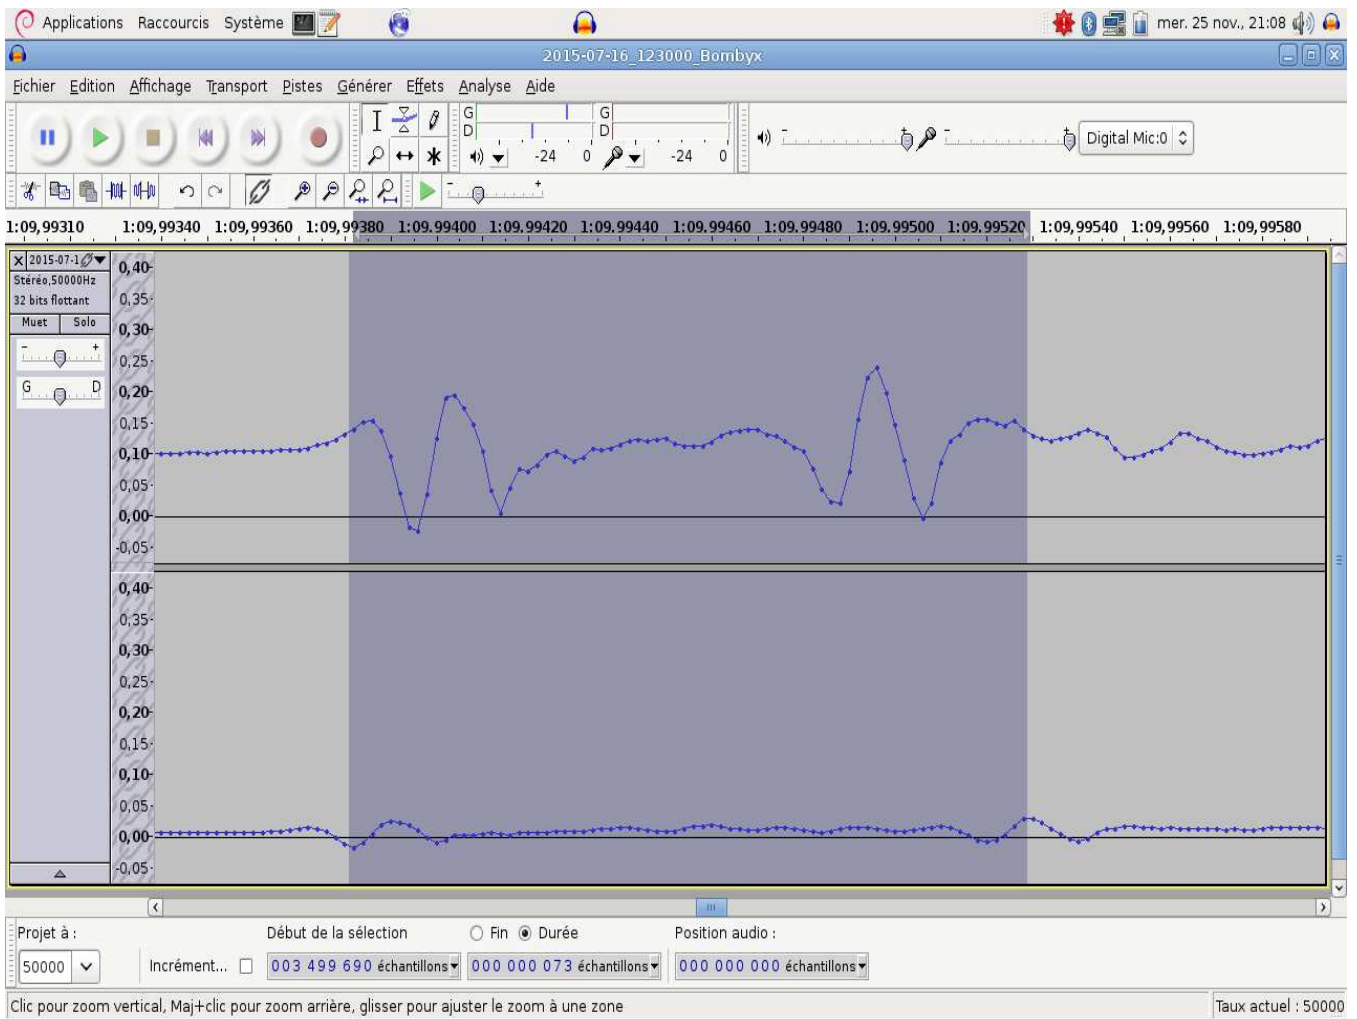 Applications Raccourcis Système mer. 25 nov., 21:08
2015-07-16_123000_Bombyx
Fichier Edition Affichage Transport Pistes Générer Effets Analyse Aide
G G
D D
-24 0 -24 0 Digital Mic:0
- +
1:09,99310 1:09,99340 1:09,99360 1:09,99380 1:09,99400 1:09,99420 1:09,99440 1:09,99460 1:09,99480 1:09,99500 1:09,99520 1:09,99540 1:09,99560 1:09,99580
X 2015-07-1
Stéréo,50000Hz
32 bits flottant
Muet Solo
- +
G D
0,40
0,35
0,30
0,25
0,20
0,15
0,10
0,05
0,00
-0,05
0,40
0,35
0,30
0,25
0,20
0,15
0,10
0,05
0,00
-0,05
Projet à : Début de la sélection Fin Durée Position audio :
50000 Incrément... 003 499 690 échantillons 000 000 073 échantillons 000 000 000 échantillons
Clic pour zoom vertical, Maj+clic pour zoom arrière, glisser pour ajuster le zoom à une zone Taux actuel : 50000